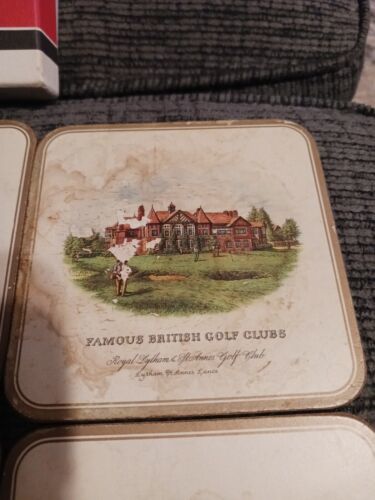 FAMOUS BRITISH GOLF CLUBS
Royal Lytham & St Annes Golf Club
Lytham St Annes Lancs